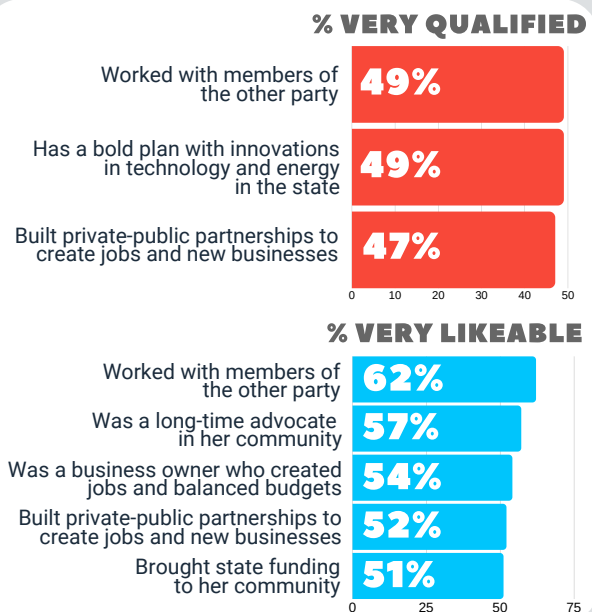 % VERY QUALIFIED
Worked with members of
the other party
49%
Has a bold plan with innovations
in technology and energy
in the state
49%
Built private-public partnerships to
create jobs and new businesses
47%
0 10 20 30 40 50
% VERY LIKEABLE
Worked with members of
the other party
62%
Was a long-time advocate
in her community
57%
Was a business owner who created
jobs and balanced budgets
54%
Built private-public partnerships to
create jobs and new businesses
52%
Brought state funding
to her community
51%
0 25 50 75